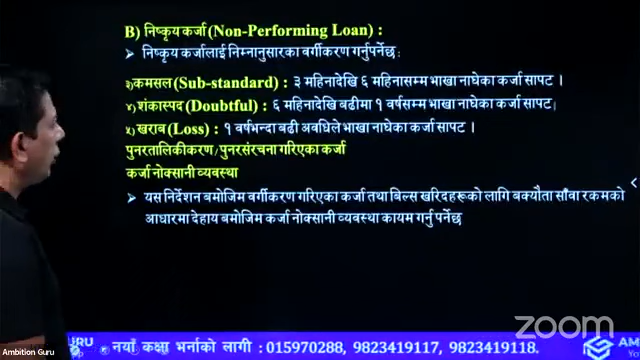 B) निष्कृय कर्जा (Non-Performing Loan) :
➤ निष्कृय कर्जालाई निम्नानुसारका वर्गीकरण गर्नुपर्नेछ :
३) कमसल (Sub-standard) : ३ महिनादेखि ६ महिनासम्म भाखा नाघेका कर्जा सापट ।
४) शंकास्पद (Doubtful) : ६ महिनादेखि बढीमा १ वर्षसम्म भाखा नाघेका कर्जा सापट।
५) खराब (Loss) : १ वर्षभन्दा बढी अवधिले भाखा नाघेका कर्जा सापट ।
पुनरतालिकीकरण/पुनरसंरचना गरिएका कर्जा
कर्जा नोक्सानी व्यवस्था
➤ यस निर्देशन बमोजिम वर्गीकरण गरिएका कर्जा तथा बिल्स खरिदहरूको लागि बक्यौता साँवा रकमको
आधारमा देहाय बमोजिम कर्जा नोक्सानी व्यवस्था कायम गर्नु पर्नेछ
zoom
GURU नयाँ कक्षा भर्नाको लागी : 015970288, 9823419117, 9823419118. AM
Ambition Guru